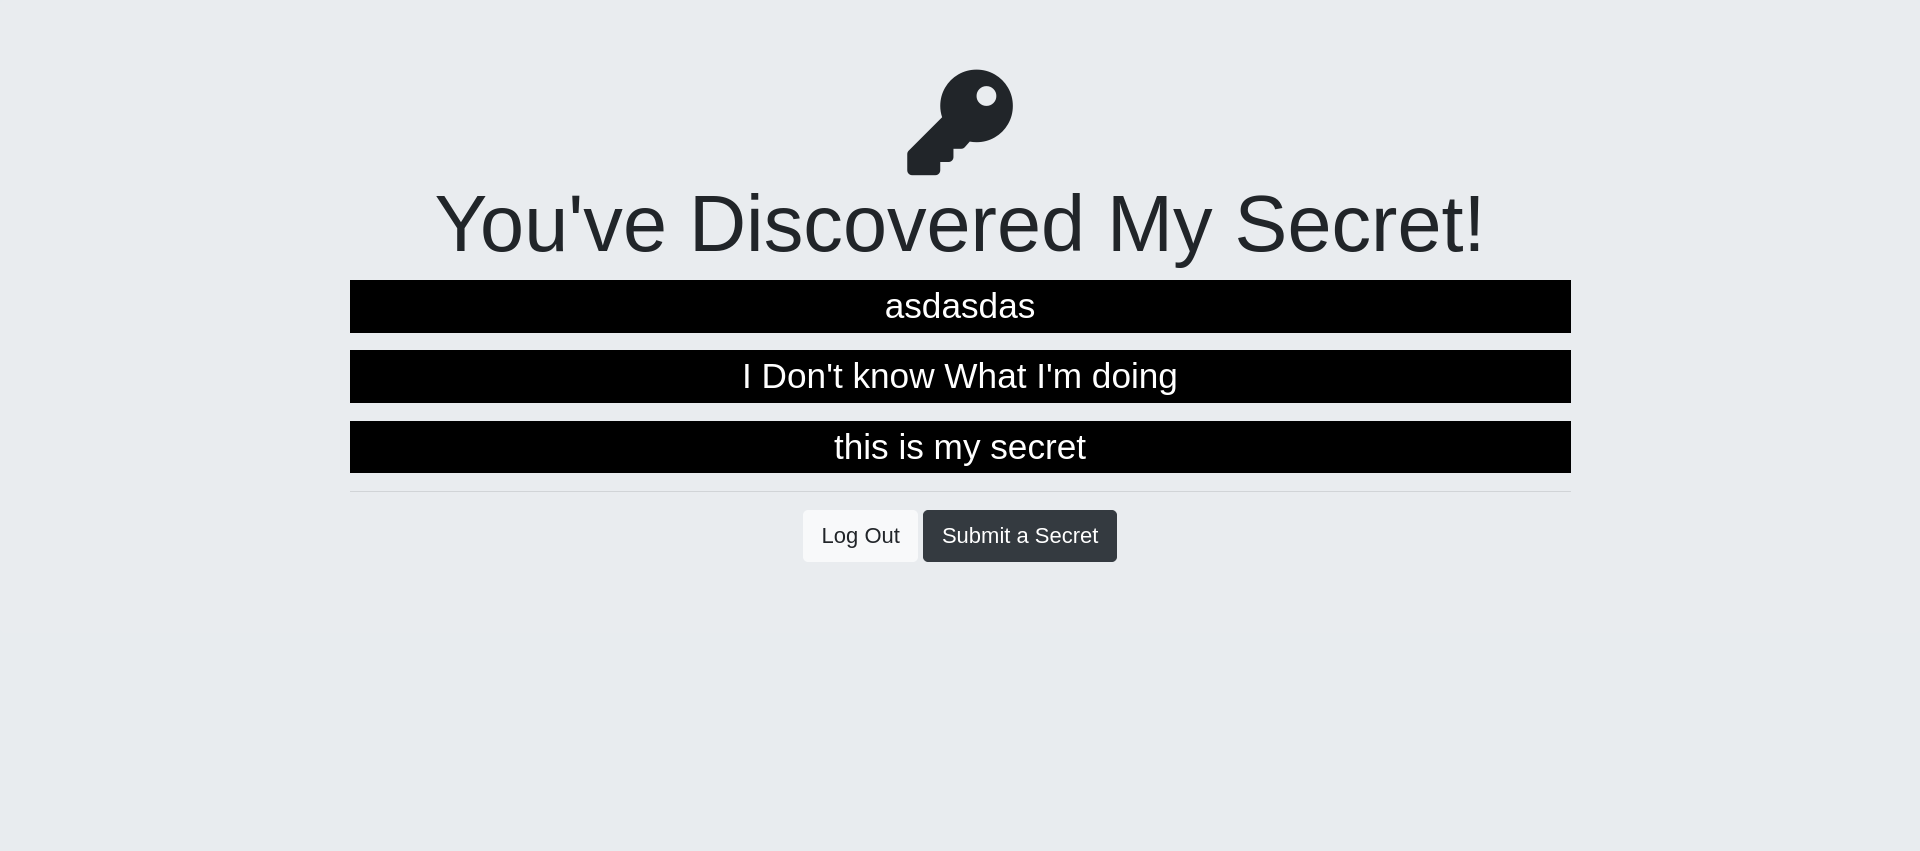 You've Discovered My Secret!
asdasdas
I Don't know What I'm doing
this is my secret
Log Out
Submit a Secret